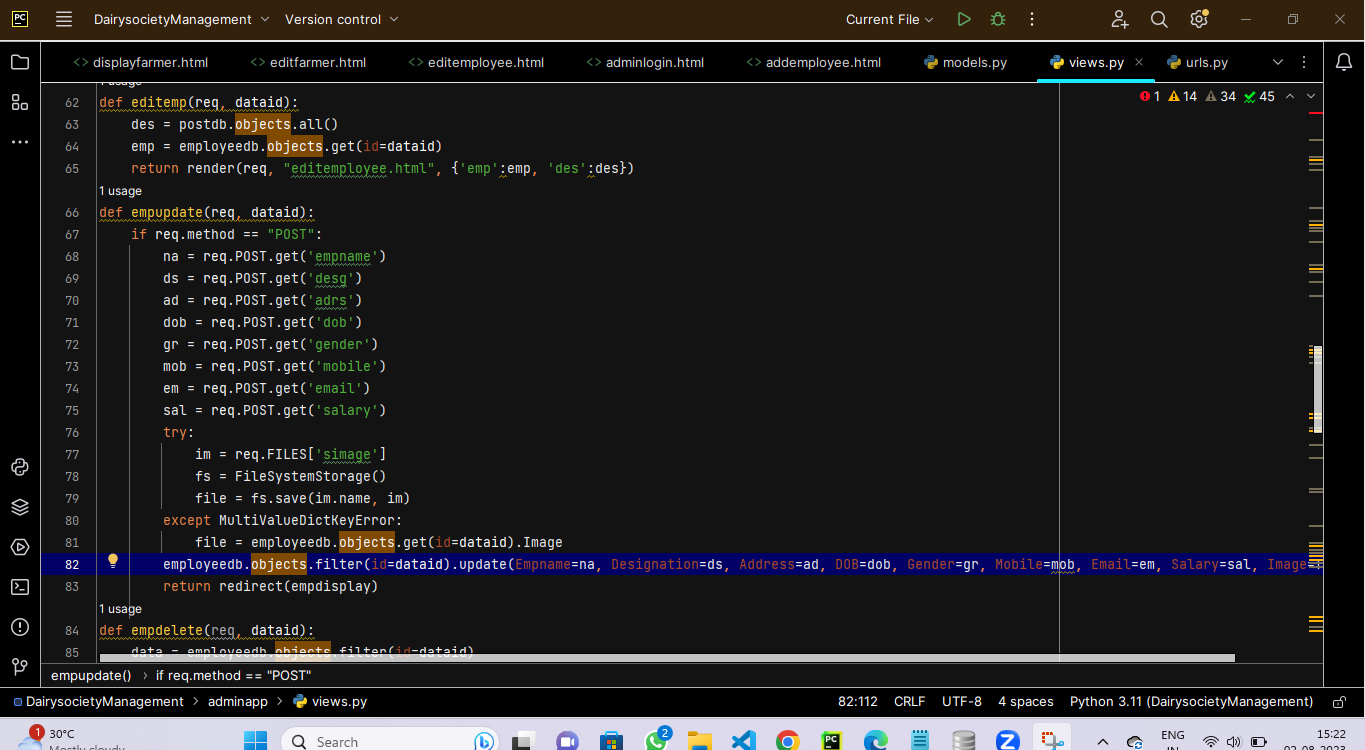 PC DairysocietyManagement Version control Current File
displayfarmer.html editfarmer.html editemployee.html adminlogin.html addemployee.html models.py views.py urls.py
1 usage
1 14 34 45
62 def editemp(req, dataid):
63 des = postdb.objects.all()
64 emp = employeedb.objects.get(id=dataid)
65 return render(req, "editemployee.html", {'emp':emp, 'des':des})
1 usage
66 def empupdate(req, dataid):
67 if req.method == "POST":
68 na = req.POST.get('empname')
69 ds = req.POST.get('desg')
70 ad = req.POST.get('adrs')
71 dob = req.POST.get('dob')
72 gr = req.POST.get('gender')
73 mob = req.POST.get('mobile')
74 em = req.POST.get('email')
75 sal = req.POST.get('salary')
76 try:
77 im = req.FILES['simage']
78 fs = FileSystemStorage()
79 file = fs.save(im.name, im)
80 except MultiValueDictKeyError:
81 file = employeedb.objects.get(id=dataid).Image
82 employeedb.objects.filter(id=dataid).update(Empname=na, Designation=ds, Address=ad, DOB=dob, Gender=gr, Mobile=mob, Email=em, Salary=sal, Image=
83 return redirect(empdisplay)
1 usage
84 def empdelete(req, dataid):
85 data = employeedb.objects.filter(id=dataid)
empupdate() › if req.method == "POST"
DairysocietyManagement > adminapp > views.py 82:112 CRLF UTF-8 4 spaces Python 3.11 (DairysocietyManagement)
1 30°C
Mostly cloudy
Search
2
PC
Z
ENG
IN
15:22
02-08-2023